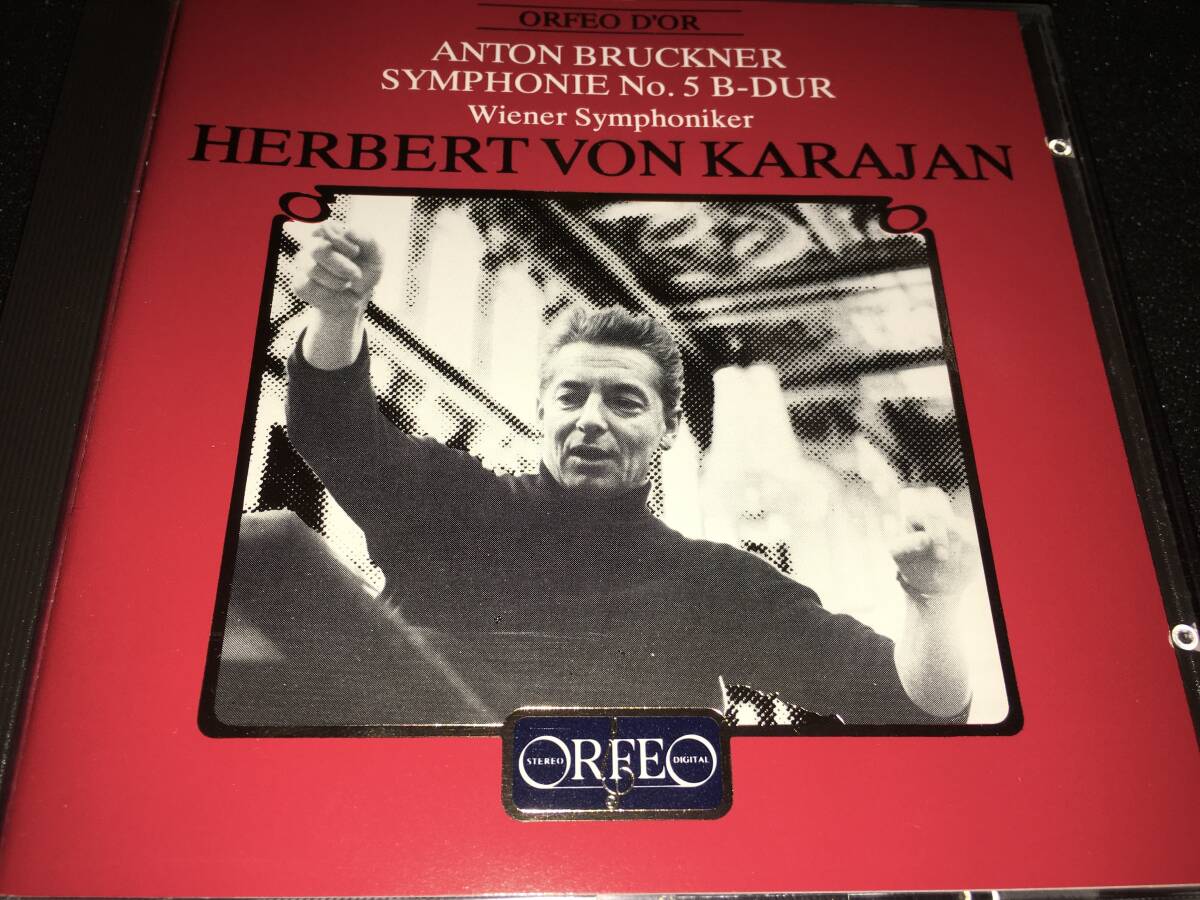 ORFEO D'OR
ANTON BRUCKNER
SYMPHONIE No. 5 B-DUR
Wiener Symphoniker
HERBERT VON KARAJAN
STEREO ORFEO DIGITAL